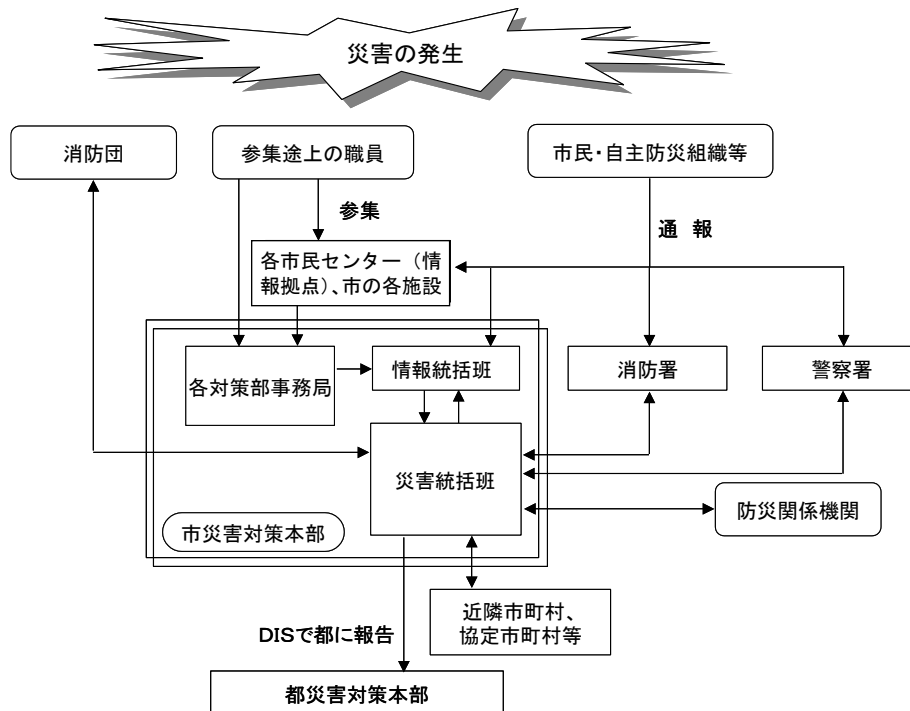 災害の発生
消防団
参集途上の職員
市民・自主防災組織等
参集
通 報
各市民センター（情
報拠点）、市の各施設
各対策部事務局
情報統括班
消防署
警察署
災害統括班
防災関係機関
市災害対策本部
近隣市町村、
協定市町村等
DISで都に報告
都災害対策本部